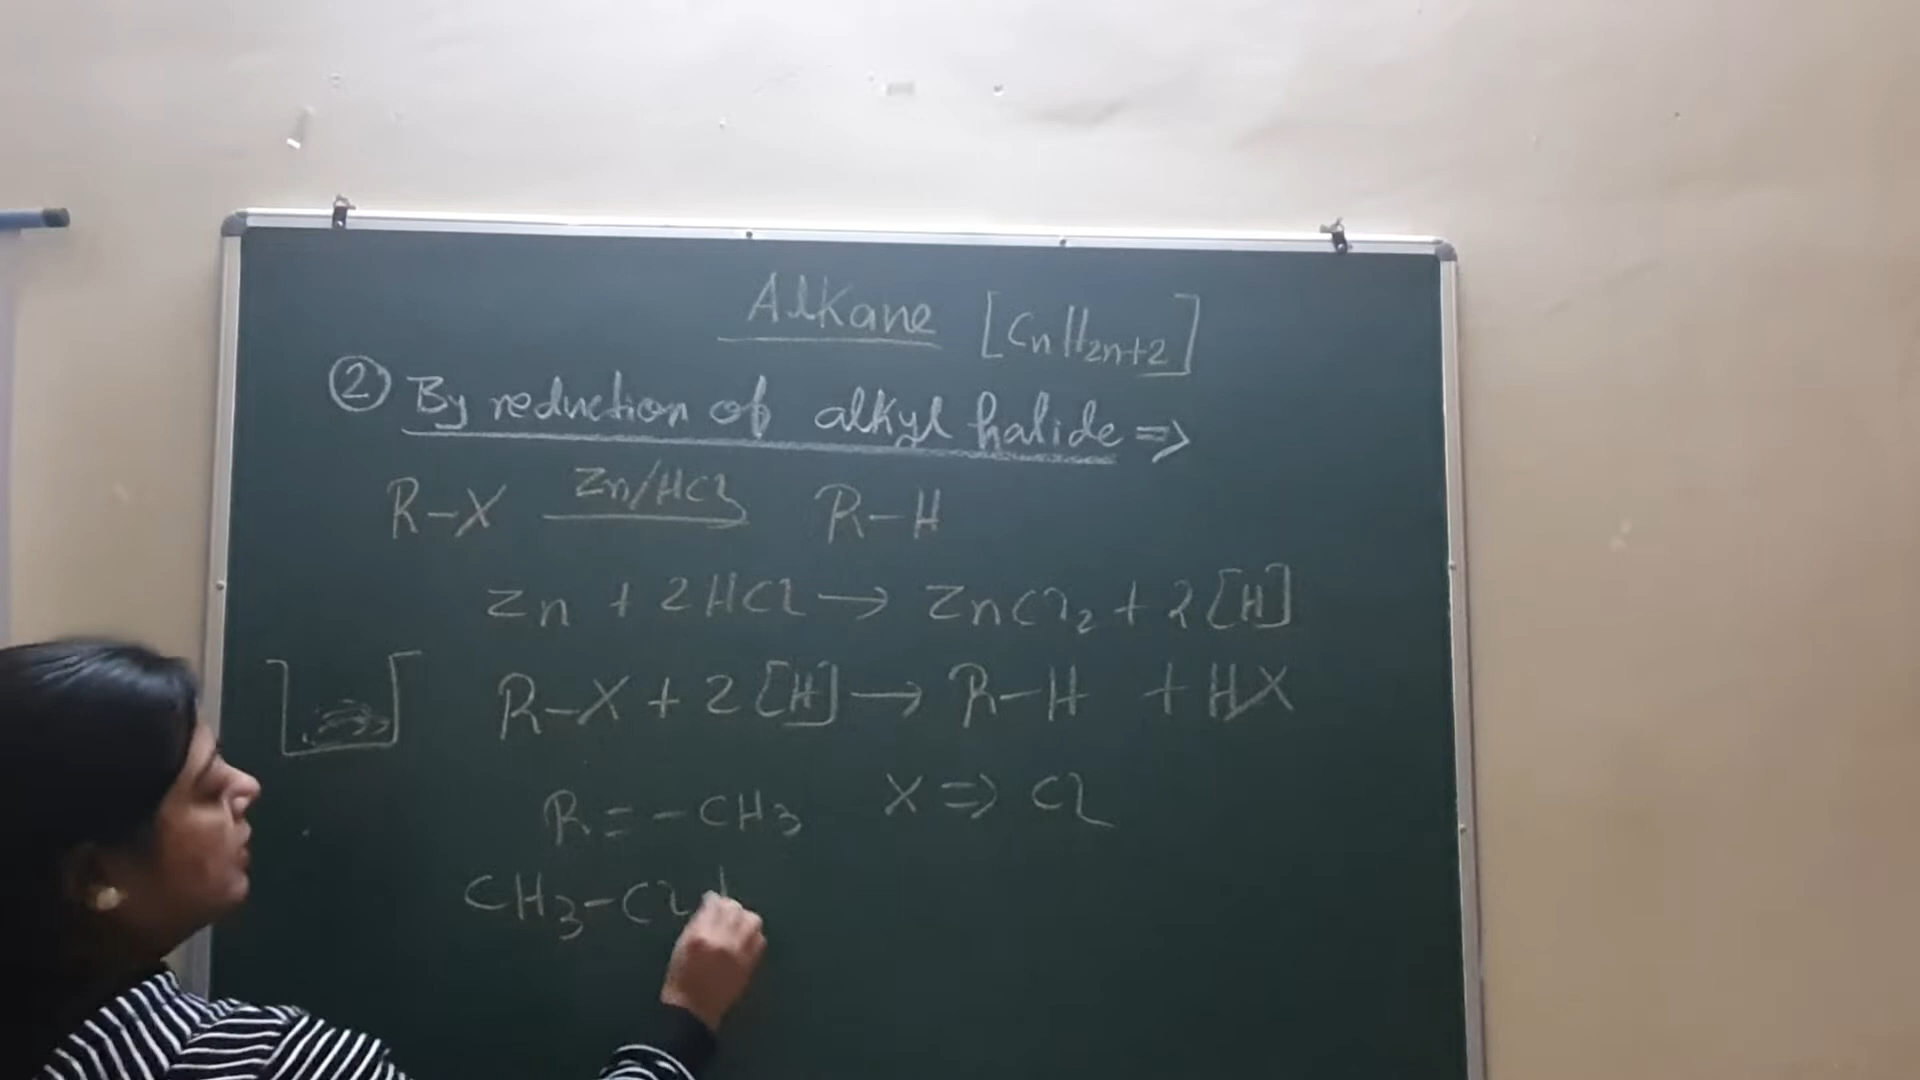 Alkane [CnH2n+2]
② By reduction of alkyl halide ⇒
R-X Zn/HCl → R-H
Zn + 2HCl → ZnCl2 + 2[H]
R-X + 2[H] → R-H + HX
R = -CH3 X ⇒ Cl
CH3-Cl +